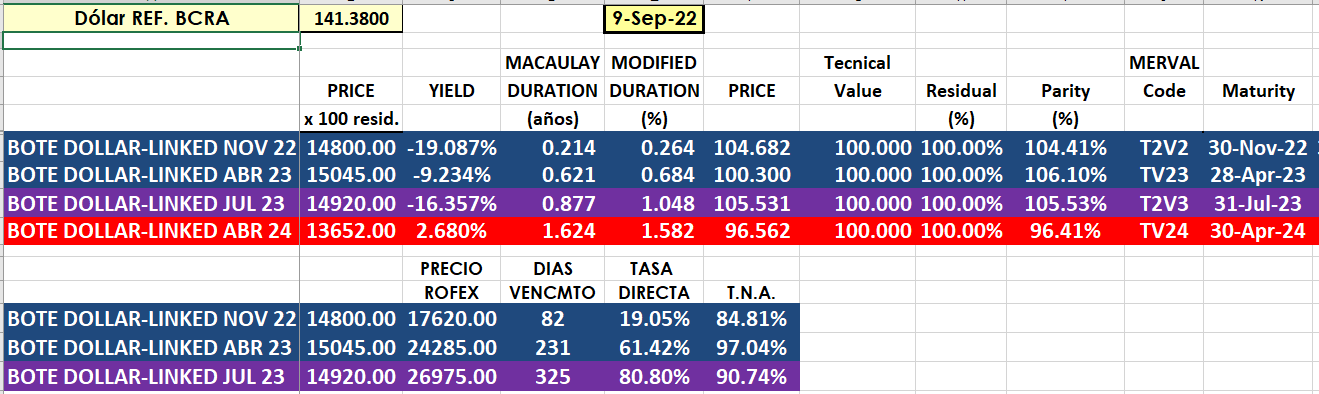 Dólar REF. BCRA 141.3800 9-Sep-22
MACAULAY MODIFIED Tecnical MERVAL
PRICE YIELD DURATION DURATION PRICE Value Residual Parity Code Maturity
x 100 resid. (años) (%) (%) (%)
BOTE DOLLAR-LINKED NOV 22 14800.00 -19.087% 0.214 0.264 104.682 100.000 100.00% 104.41% T2V2 30-Nov-22
BOTE DOLLAR-LINKED ABR 23 15045.00 -9.234% 0.621 0.684 100.300 100.000 100.00% 106.10% TV23 28-Apr-23
BOTE DOLLAR-LINKED JUL 23 14920.00 -16.357% 0.877 1.048 105.531 100.000 100.00% 105.53% T2V3 31-Jul-23
BOTE DOLLAR-LINKED ABR 24 13652.00 2.680% 1.624 1.582 96.562 100.000 100.00% 96.41% TV24 30-Apr-24
PRECIO DIAS TASA
ROFEX VENCMTO DIRECTA T.N.A.
BOTE DOLLAR-LINKED NOV 22 14800.00 17620.00 82 19.05% 84.81%
BOTE DOLLAR-LINKED ABR 23 15045.00 24285.00 231 61.42% 97.04%
BOTE DOLLAR-LINKED JUL 23 14920.00 26975.00 325 80.80% 90.74%